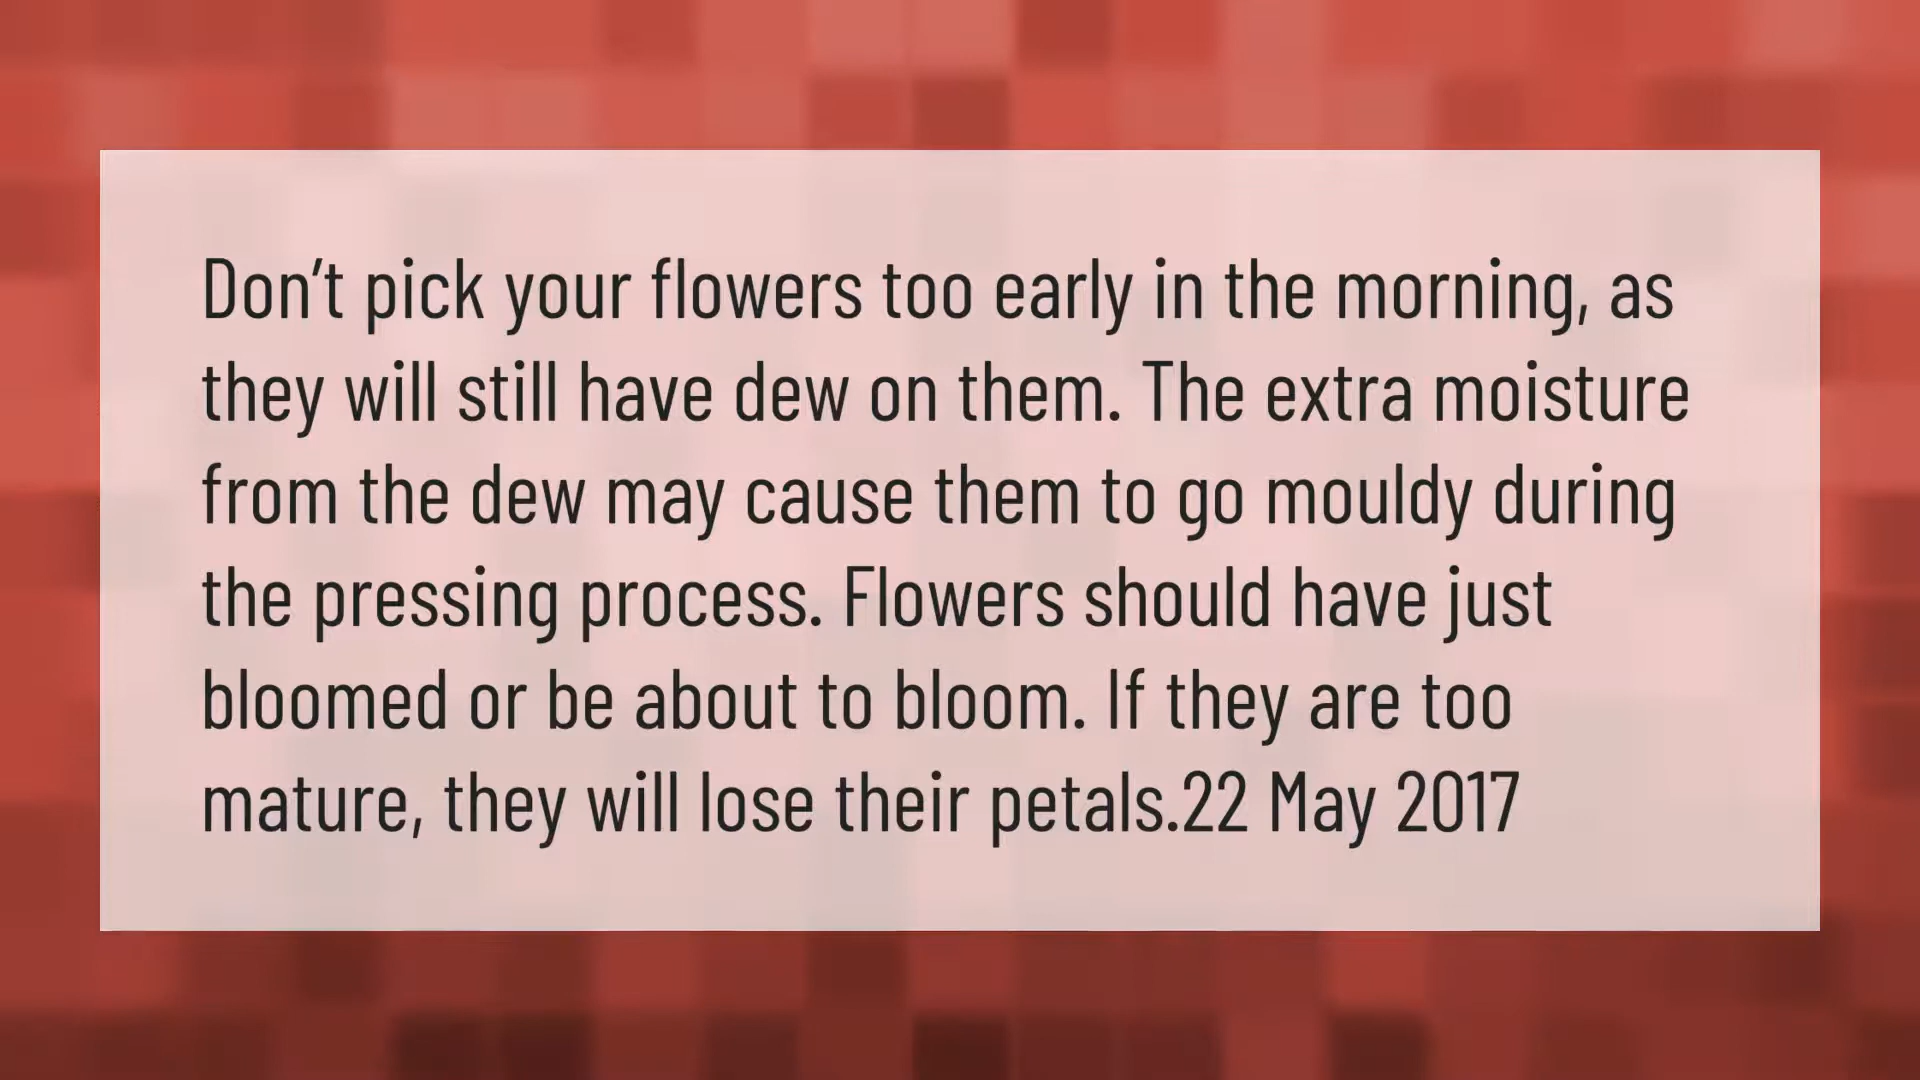 Don’t pick your flowers too early in the morning, as
they will still have dew on them. The extra moisture
from the dew may cause them to go mouldy during
the pressing process. Flowers should have just
bloomed or be about to bloom. If they are too
mature, they will lose their petals.22 May 2017